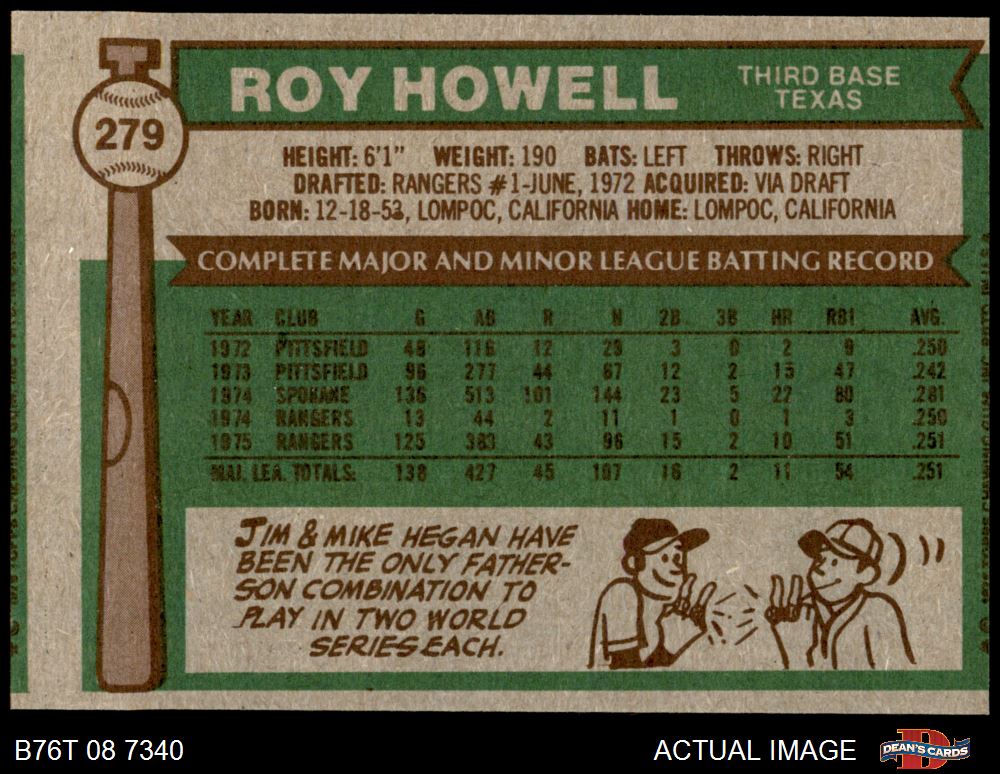 279
ROY HOWELL
THIRD BASE
TEXAS
HEIGHT: 6'1" WEIGHT: 190 BATS: LEFT THROWS: RIGHT
DRAFTED: RANGERS #1-JUNE, 1972 ACQUIRED: VIA DRAFT
BORN: 12-18-53, LOMPOC, CALIFORNIA HOME: LOMPOC, CALIFORNIA
COMPLETE MAJOR AND MINOR LEAGUE BATTING RECORD
YEAR CLUB G AB R H 2B 3B HR RBI AVG.
1972 PITTSFIELD 46 116 12 29 3 0 2 9 .250
1973 PITTSFIELD 96 277 44 67 12 2 15 47 .242
1974 SPOKANE 136 513 101 144 23 5 22 80 .281
1974 RANGERS 13 44 2 11 1 0 1 3 .250
1975 RANGERS 125 383 43 96 15 2 10 51 .251
MAJ. LEA. TOTALS: 138 427 45 107 16 2 11 54 .251
JIM & MIKE HEGAN HAVE
BEEN THE ONLY FATHER-
SON COMBINATION TO
PLAY IN TWO WORLD
SERIES EACH.
B76T 08 7340
ACTUAL IMAGE
DEAN'S CARDS